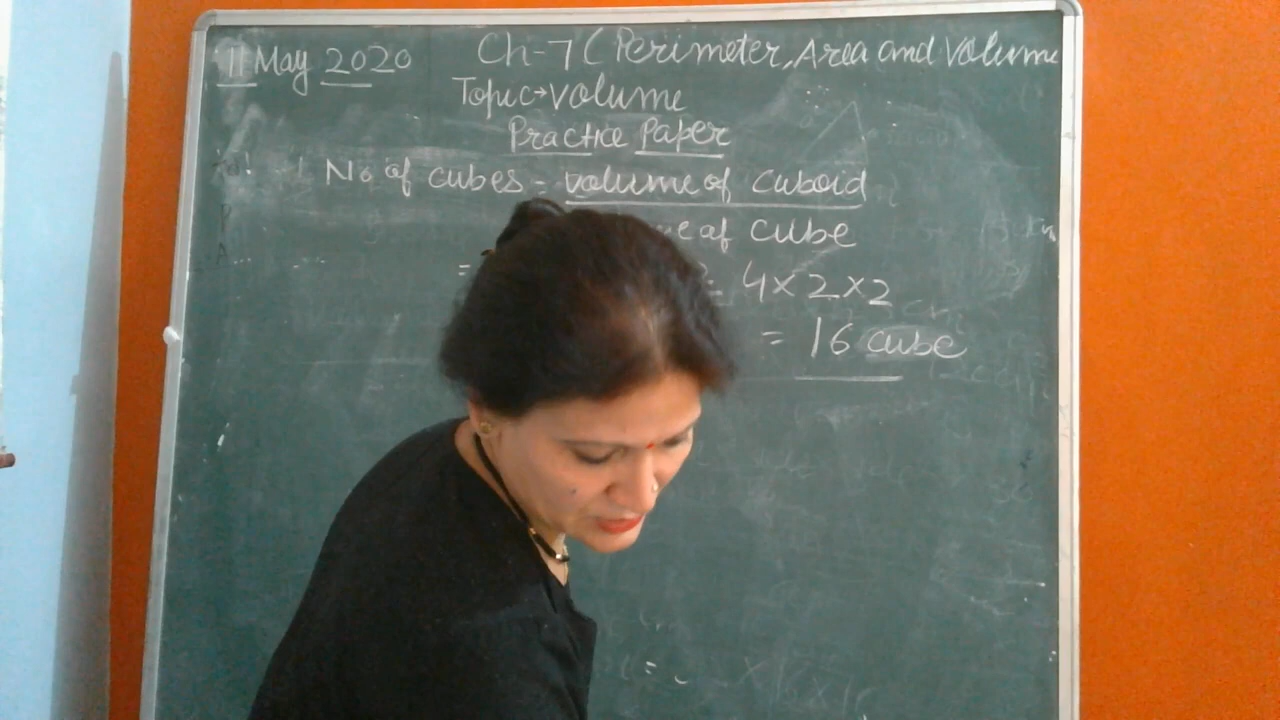 11 May 2020 Ch-7 (Perimeter, Area and Volume
Topic→volume
Practice Paper
No of cubes = volume of cuboid
of cube
= 4×2×2
= 16 cube